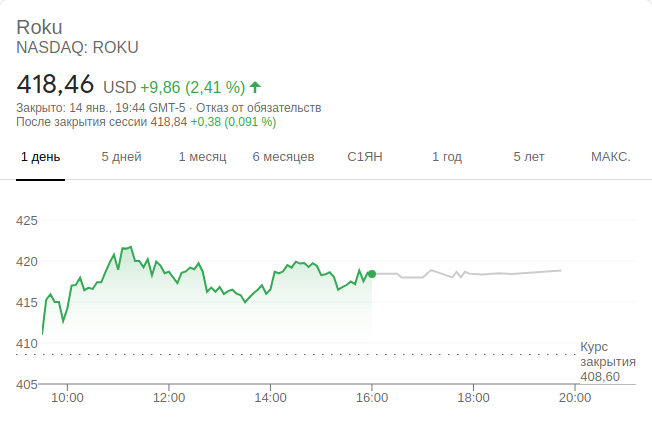 Roku
NASDAQ: ROKU
418,46 USD +9,86 (2,41 %)
Закрыто: 14 янв., 19:44 GMT-5 · Отказ от обязательств
После закрытия сессии 418,84 +0,38 (0,091 %)
1 день 5 дней 1 месяц 6 месяцев С1ЯН 1 год 5 лет МАКС.
425
420
415
410
Курс
закрытия
408,60
405
10:00 12:00 14:00 16:00 18:00 20:00